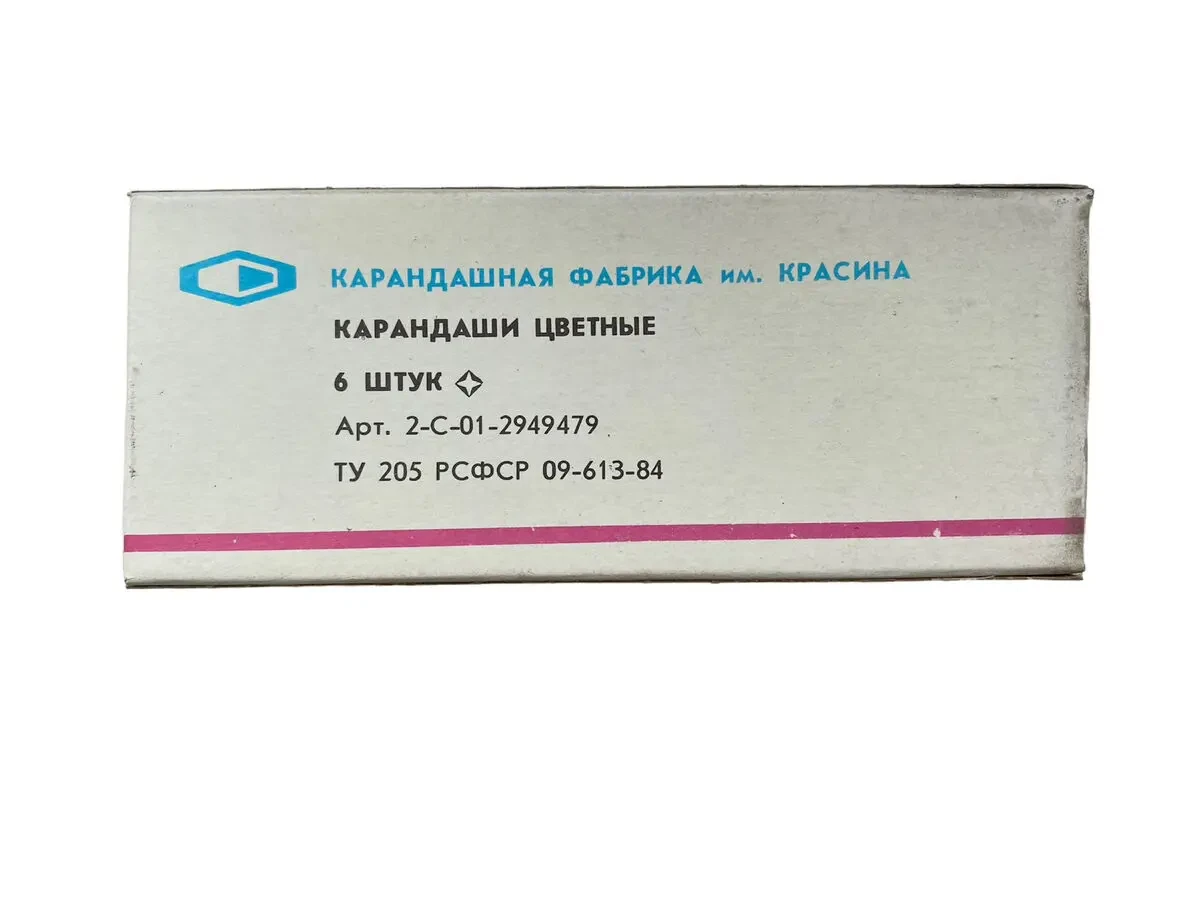 КАРАНДАШНАЯ ФАБРИКА им. КРАСИНА
КАРАНДАШИ ЦВЕТНЫЕ
6 ШТУК
Арт. 2-С-01-2949479
ТУ 205 РСФСР 09-613-84